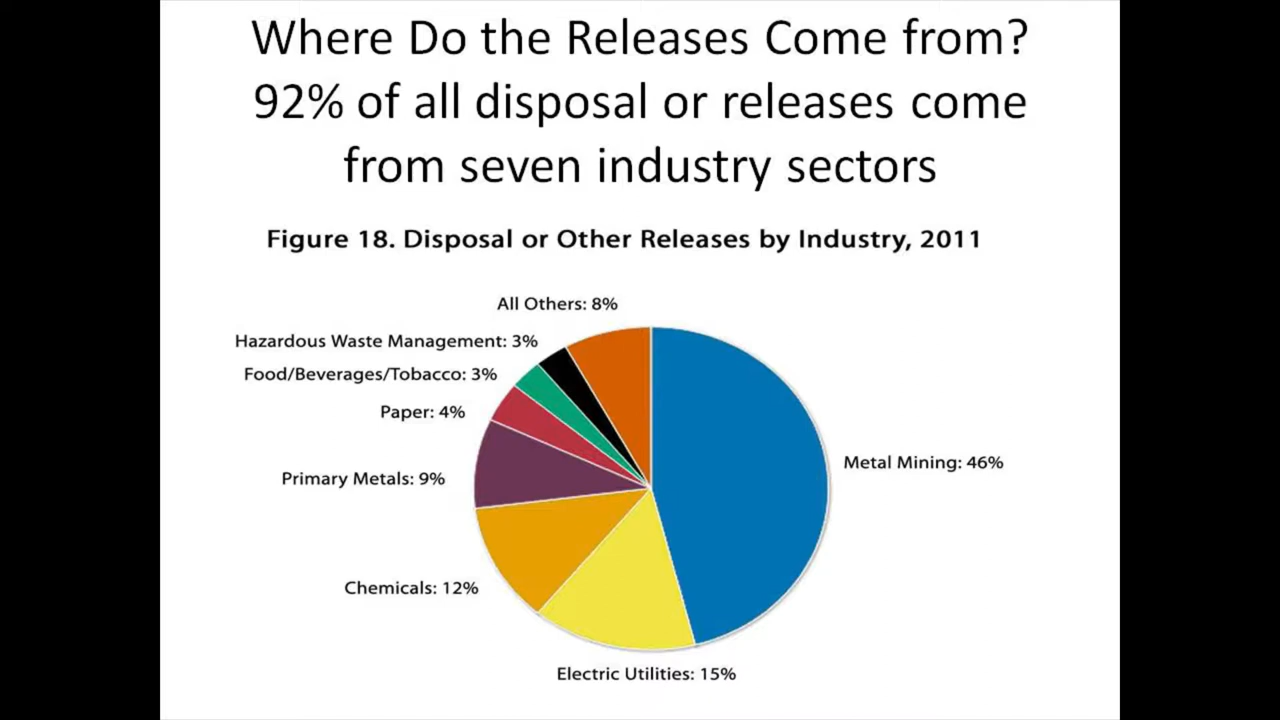 Where Do the Releases Come from?
92% of all disposal or releases come
from seven industry sectors
Figure 18. Disposal or Other Releases by Industry, 2011
All Others: 8%
Hazardous Waste Management: 3%
Food/Beverages/Tobacco: 3%
Paper: 4%
Metal Mining: 46%
Primary Metals: 9%
Chemicals: 12%
Electric Utilities: 15%